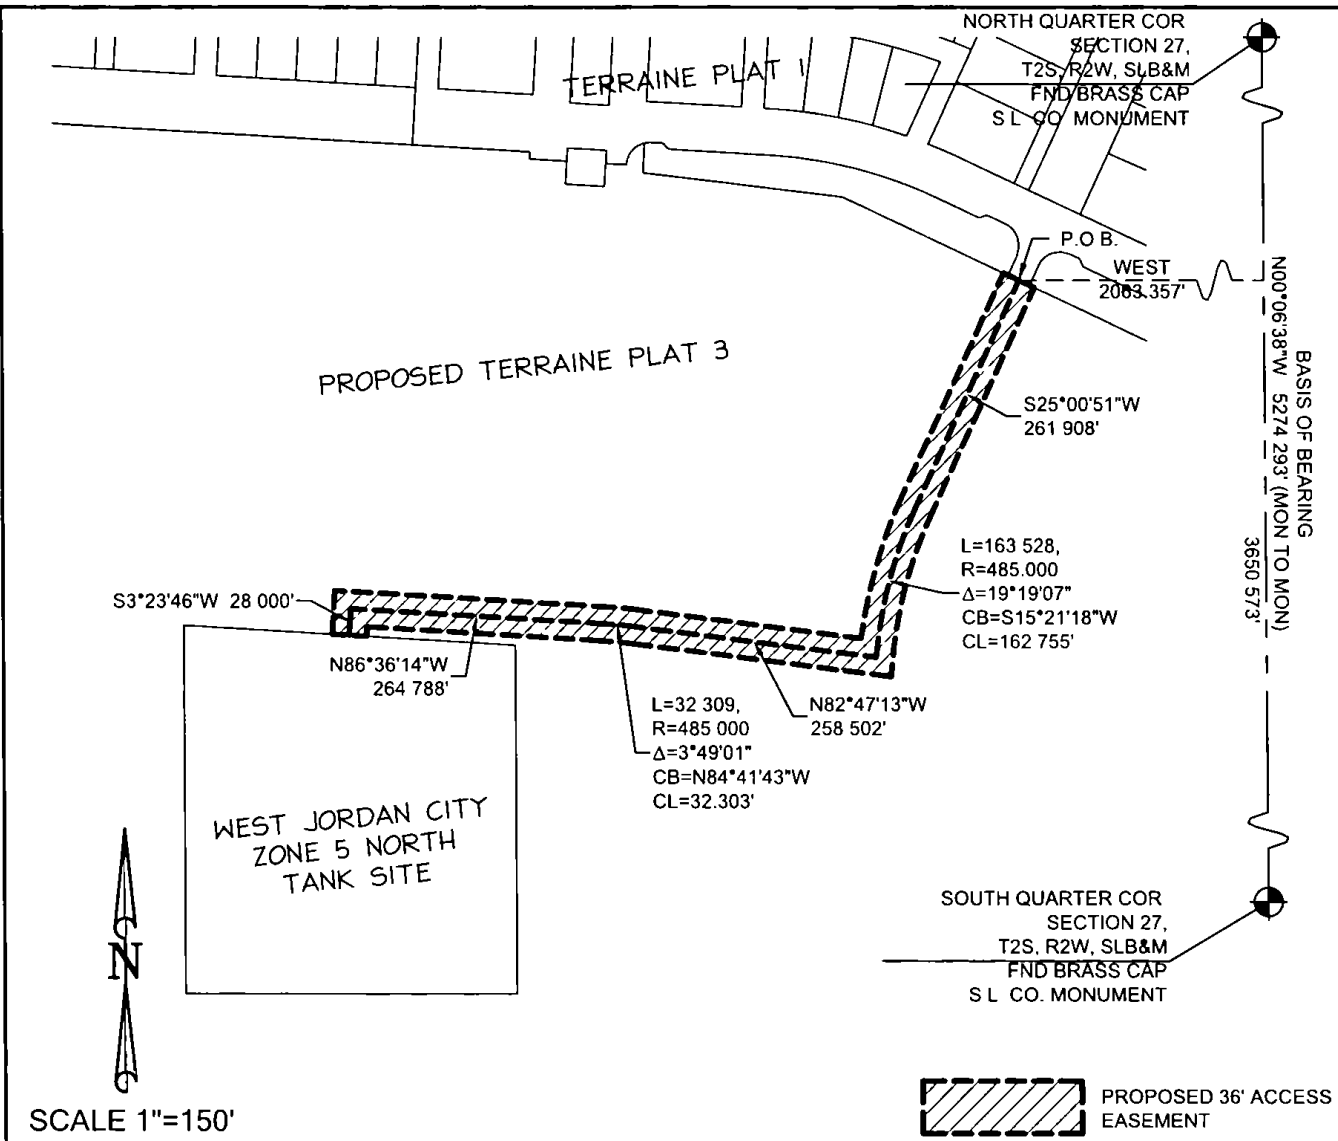 NORTH QUARTER COR
SECTION 27,
T2S, R2W, SLB&M
FND BRASS CAP
S L CO MONUMENT
TERRAINE PLAT 1
P.O B.
WEST
2063.357'
N00°06'38"W 5274 293' (MON TO MON)
3650 573'
BASIS OF BEARING
PROPOSED TERRAINE PLAT 3
S25°00'51"W
261 908'
L=163 528,
R=485.000
Δ=19°19'07"
CB=S15°21'18"W
CL=162 755'
S3°23'46"W 28 000'
N86°36'14"W
264 788'
L=32 309,
R=485 000
Δ=3°49'01"
CB=N84°41'43"W
CL=32.303'
N82°47'13"W
258 502'
WEST JORDAN CITY
ZONE 5 NORTH
TANK SITE
SOUTH QUARTER COR
SECTION 27,
T2S, R2W, SLB&M
FND BRASS CAP
S L CO. MONUMENT
N
SCALE 1"=150'
PROPOSED 36' ACCESS
EASEMENT